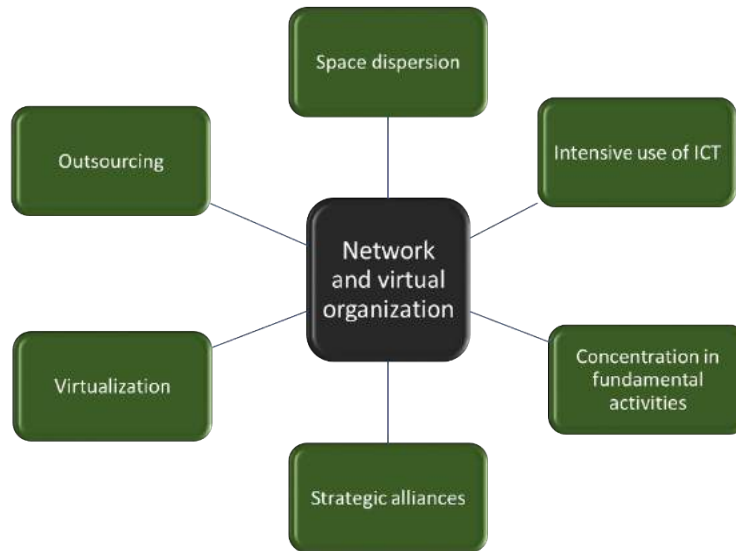 Space dispersion
Outsourcing
Intensive use of ICT
Network
and virtual
organization
Virtualization
Concentration in
fundamental
activities
Strategic alliances